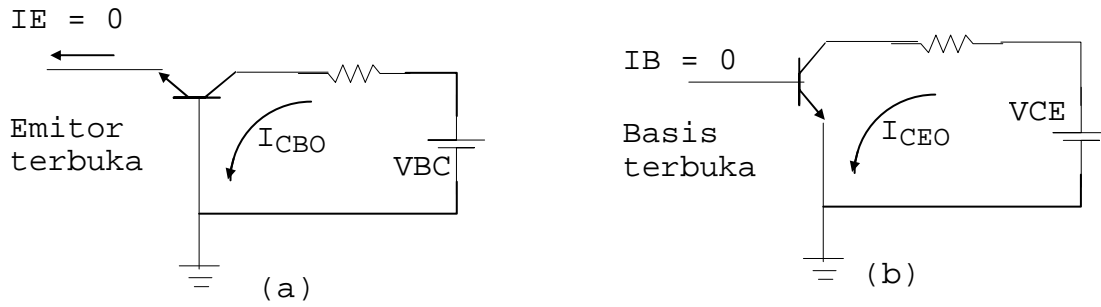 IE = 0
Emitor
terbuka
ICBO
VBC
(a)
IB = 0
Basis
terbuka
ICEO
VCE
(b)